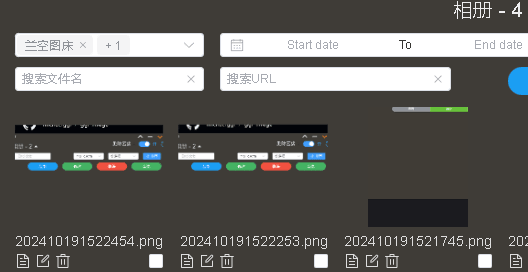 相册 - 4
兰空图床 × + 1
Start date To End date
搜索文件名
搜索URL
202410191522454.png 202410191522253.png 202410191521745.png